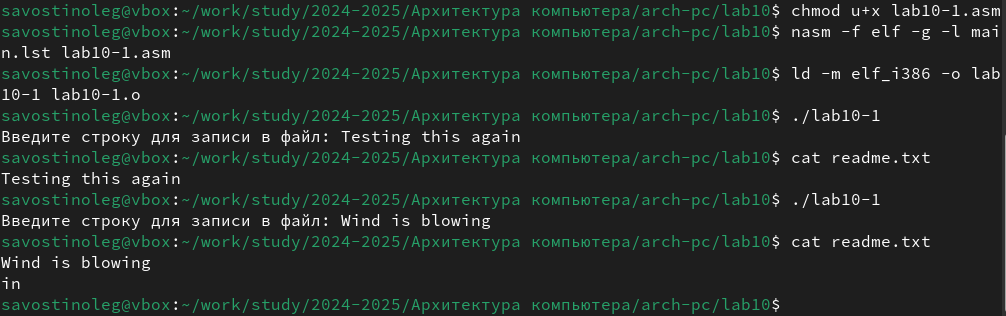 savostinoleg@vbox:~/work/study/2024-2025/Архитектура компьютера/arch-pc/lab10$ chmod u+x lab10-1.asm
savostinoleg@vbox:~/work/study/2024-2025/Архитектура компьютера/arch-pc/lab10$ nasm -f elf -g -l mai
n.lst lab10-1.asm
savostinoleg@vbox:~/work/study/2024-2025/Архитектура компьютера/arch-pc/lab10$ ld -m elf_i386 -o lab
10-1 lab10-1.o
savostinoleg@vbox:~/work/study/2024-2025/Архитектура компьютера/arch-pc/lab10$ ./lab10-1
Введите строку для записи в файл: Testing this again
savostinoleg@vbox:~/work/study/2024-2025/Архитектура компьютера/arch-pc/lab10$ cat readme.txt
Testing this again
savostinoleg@vbox:~/work/study/2024-2025/Архитектура компьютера/arch-pc/lab10$ ./lab10-1
Введите строку для записи в файл: Wind is blowing
savostinoleg@vbox:~/work/study/2024-2025/Архитектура компьютера/arch-pc/lab10$ cat readme.txt
Wind is blowing
in
savostinoleg@vbox:~/work/study/2024-2025/Архитектура компьютера/arch-pc/lab10$